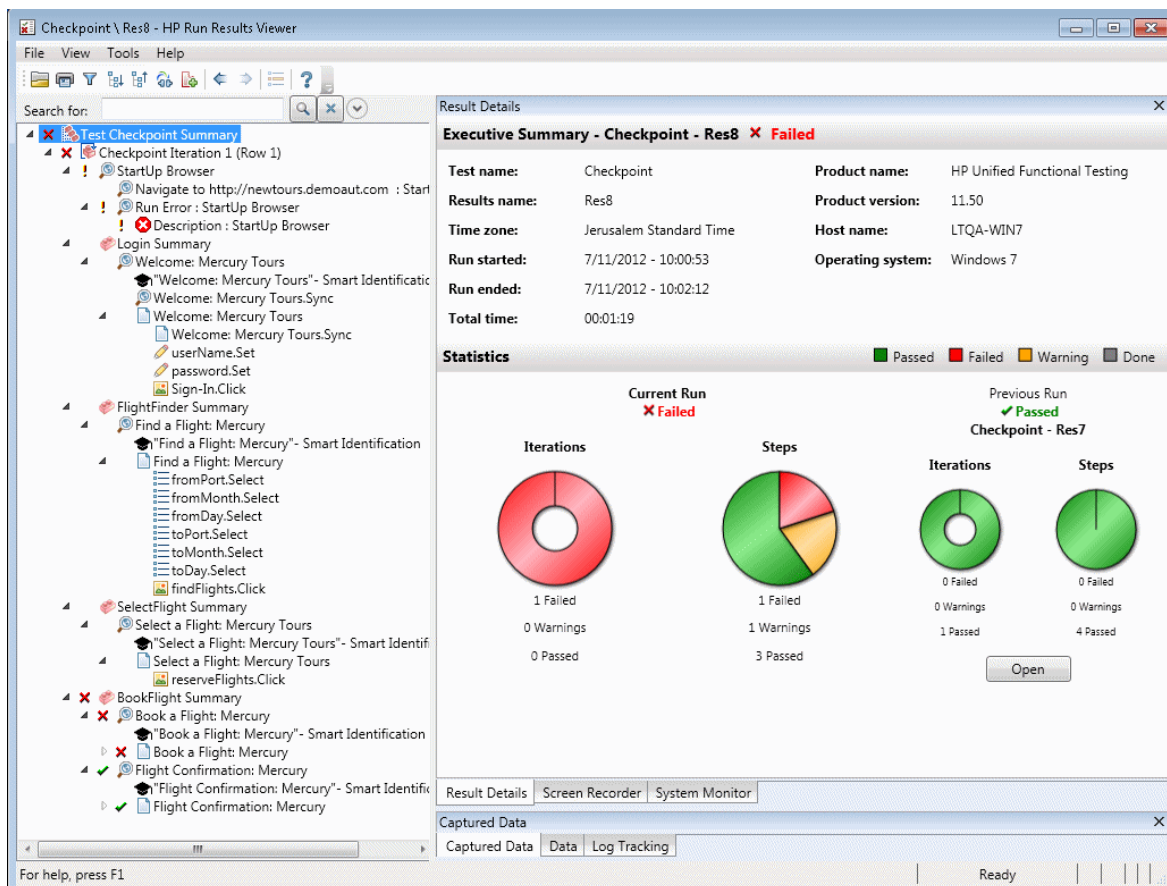 Checkpoint \ Res8 - HP Run Results Viewer
File View Tools Help
Search for:
Test Checkpoint Summary
Checkpoint Iteration 1 (Row 1)
StartUp Browser
Navigate to http://newtours.demoaut.com : Start
Run Error : StartUp Browser
Description : StartUp Browser
Login Summary
Welcome: Mercury Tours
"Welcome: Mercury Tours"- Smart Identificatic
Welcome: Mercury Tours.Sync
Welcome: Mercury Tours
Welcome: Mercury Tours.Sync
userName.Set
password.Set
Sign-In.Click
FlightFinder Summary
Find a Flight: Mercury
"Find a Flight: Mercury"- Smart Identification
Find a Flight: Mercury
fromPort.Select
fromMonth.Select
fromDay.Select
toPort.Select
toMonth.Select
toDay.Select
findFlights.Click
SelectFlight Summary
Select a Flight: Mercury Tours
"Select a Flight: Mercury Tours"- Smart Identif
Select a Flight: Mercury Tours
reserveFlights.Click
BookFlight Summary
Book a Flight: Mercury
"Book a Flight: Mercury"- Smart Identification
Book a Flight: Mercury
Flight Confirmation: Mercury
"Flight Confirmation: Mercury"- Smart Identific
Flight Confirmation: Mercury
Result Details
Executive Summary - Checkpoint - Res8 Failed
Test name: Checkpoint Product name: HP Unified Functional Testing
Results name: Res8 Product version: 11.50
Time zone: Jerusalem Standard Time Host name: LTQA-WIN7
Run started: 7/11/2012 - 10:00:53 Operating system: Windows 7
Run ended: 7/11/2012 - 10:02:12
Total time: 00:01:19
Statistics Passed Failed Warning Done
Current Run
Failed
Iterations Steps
1 Failed 1 Failed
0 Warnings 1 Warnings
0 Passed 3 Passed
Previous Run
Passed
Checkpoint - Res7
Iterations Steps
0 Failed 0 Failed
0 Warnings 0 Warnings
1 Passed 4 Passed
Open
Result Details Screen Recorder System Monitor
Captured Data
Captured Data Data Log Tracking
For help, press F1 Ready